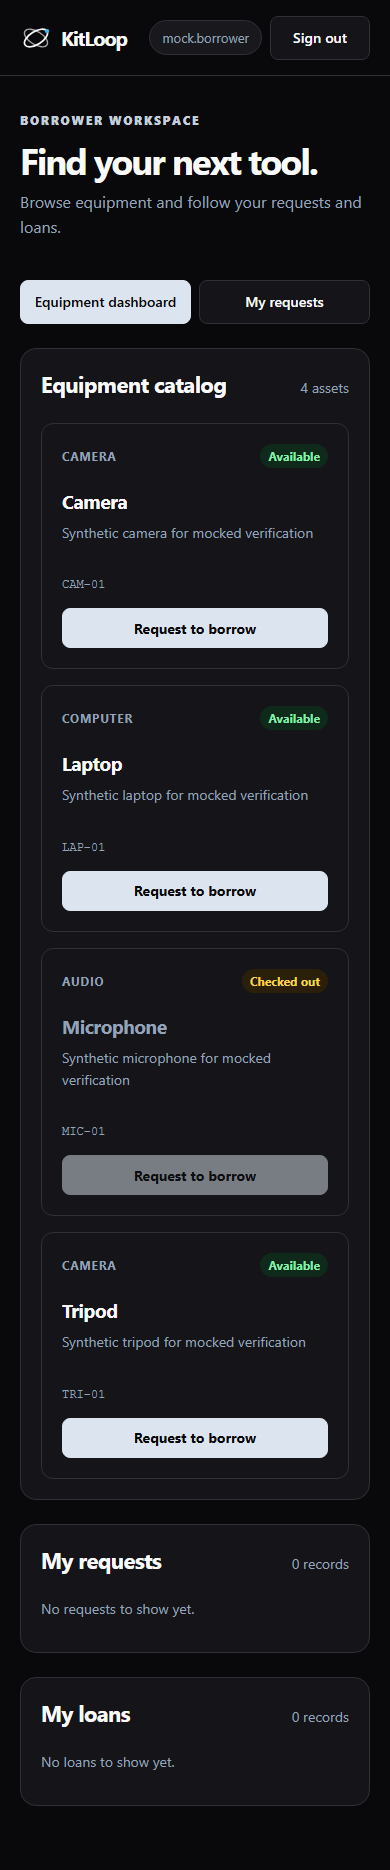 KitLoop
mock.borrower
Sign out
BORROWER WORKSPACE
Find your next tool.
Browse equipment and follow your requests and
loans.
Equipment dashboard
My requests
Equipment catalog
4 assets
CAMERA
Available
Camera
Synthetic camera for mocked verification
CAM-01
Request to borrow
COMPUTER
Available
Laptop
Synthetic laptop for mocked verification
LAP-01
Request to borrow
AUDIO
Checked out
Microphone
Synthetic microphone for mocked
verification
MIC-01
Request to borrow
CAMERA
Available
Tripod
Synthetic tripod for mocked verification
TRI-01
Request to borrow
My requests
0 records
No requests to show yet.
My loans
0 records
No loans to show yet.